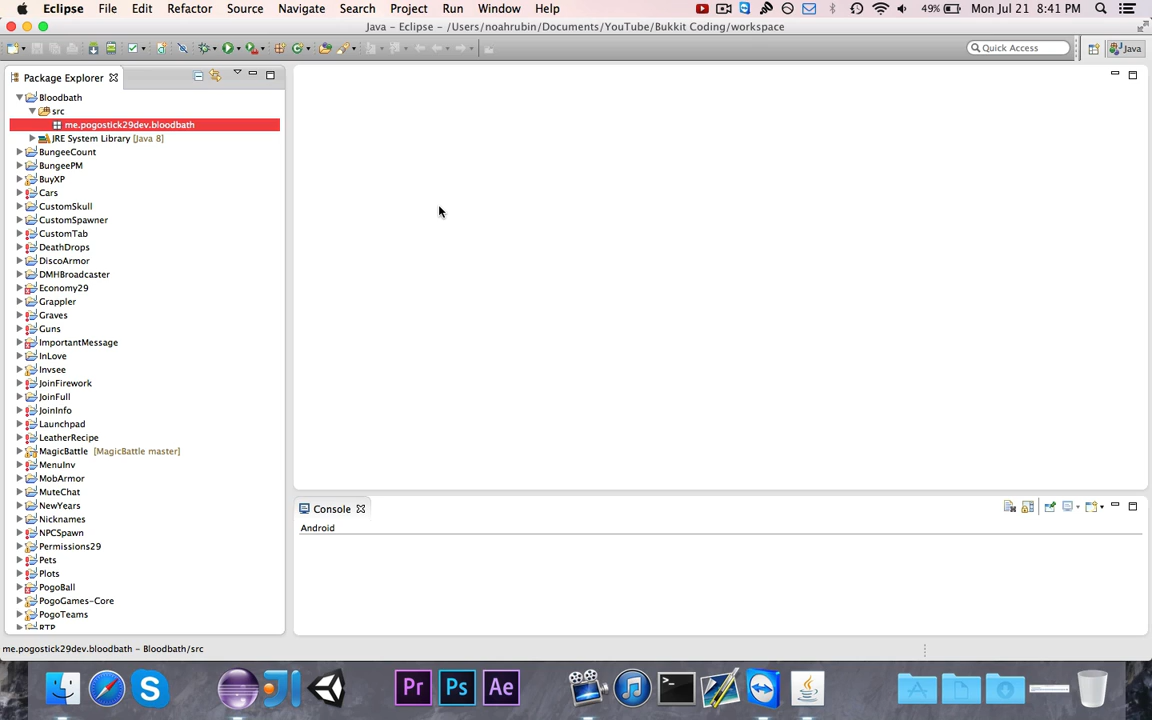 Eclipse File Edit Refactor Source Navigate Search Project Run Window Help 49% Mon Jul 21 8:41 PM
Java – Eclipse – /Users/noahrubin/Documents/YouTube/Bukkit Coding/workspace
Quick Access Java
Package Explorer
Bloodbath
src
me.pogostick29dev.bloodbath
JRE System Library [Java 8]
BungeeCount
BungeePM
BuyXP
Cars
CustomSkull
CustomSpawner
CustomTab
DeathDrops
DiscoArmor
DMHBroadcaster
Economy29
Grappler
Graves
Guns
ImportantMessage
InLove
Invsee
JoinFirework
JoinFull
JoinInfo
Launchpad
LeatherRecipe
MagicBattle [MagicBattle master]
MenuInv
MobArmor
MuteChat
NewYears
Nicknames
NPCSpawn
Permissions29
Pets
Plots
PogoBall
PogoGames-Core
PogoTeams
RTP
Console
Android
me.pogostick29dev.bloodbath – Bloodbath/src
Pr Ps Ae